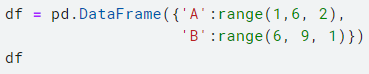 df = pd.DataFrame({'A':range(1,6, 2),
                   'B':range(6, 9, 1)})
df